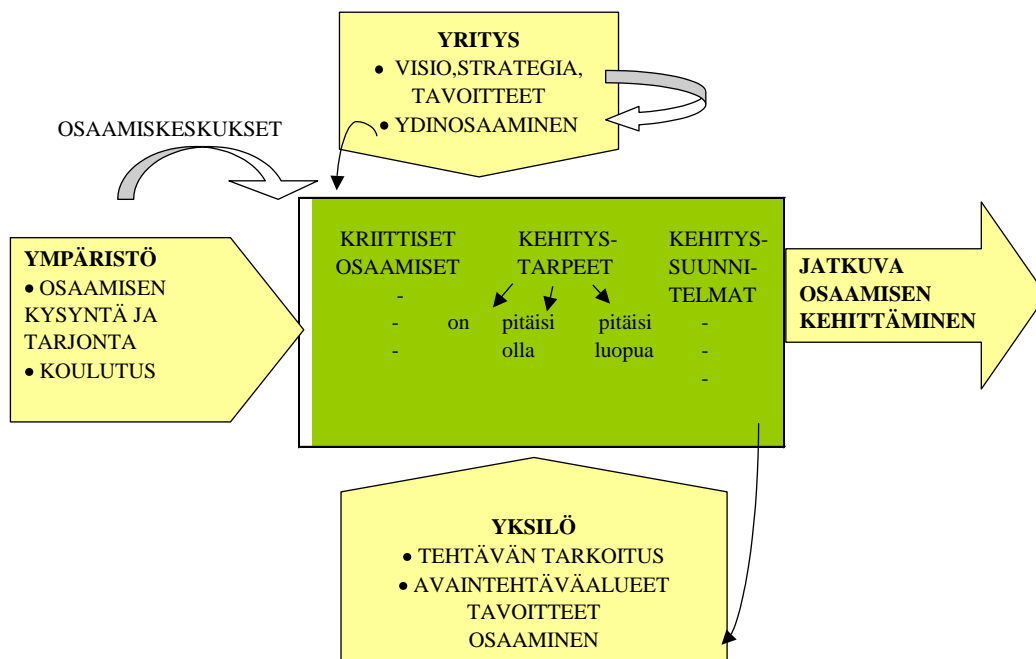 YRITYS
• VISIO,STRATEGIA,
TAVOITTEET
• YDINOSAAMINEN
OSAAMISKESKUKSET
YMPÄRISTÖ
• OSAAMISEN
KYSYNTÄ JA
TARJONTA
• KOULUTUS
KRIITTISET
OSAAMISET
-
-
-
KEHITYS-
TARPEET
on pitäisi pitäisi
olla luopua
KEHITYS-
SUUNNI-
TELMAT
-
-
-
JATKUVA
OSAAMISEN
KEHITTÄMINEN
YKSILÖ
• TEHTÄVÄN TARKOITUS
• AVAINTEHTÄVÄALUEET
TAVOITTEET
OSAAMINEN